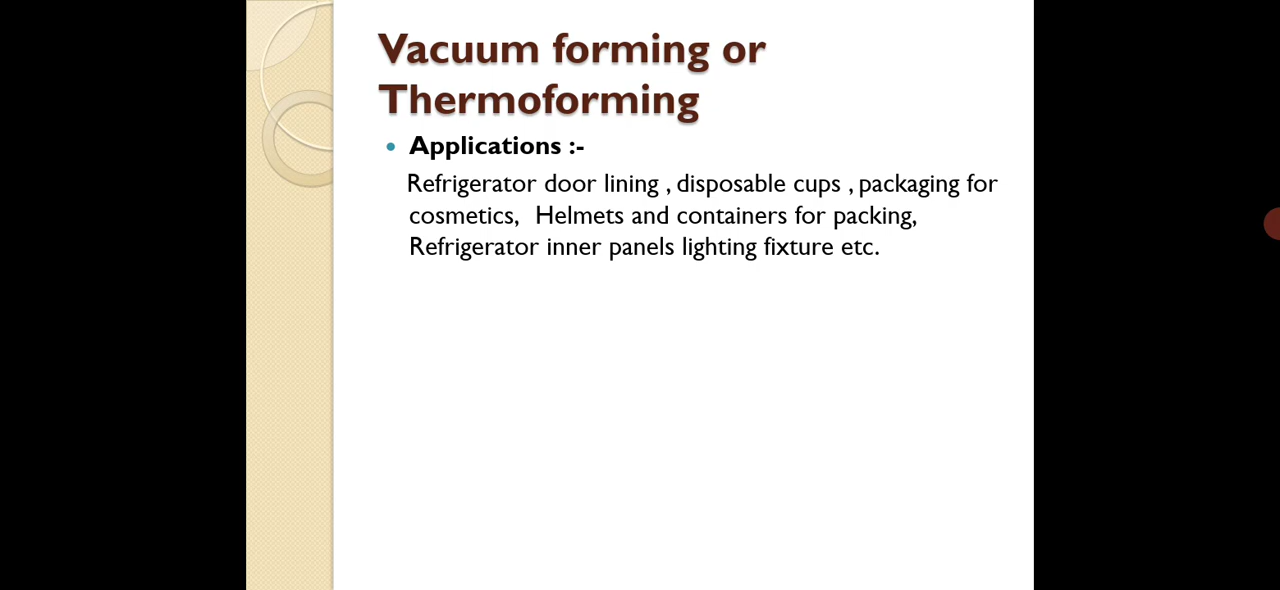 Vacuum forming or
Thermoforming
• Applications :-
Refrigerator door lining , disposable cups , packaging for
cosmetics, Helmets and containers for packing,
Refrigerator inner panels lighting fixture etc.